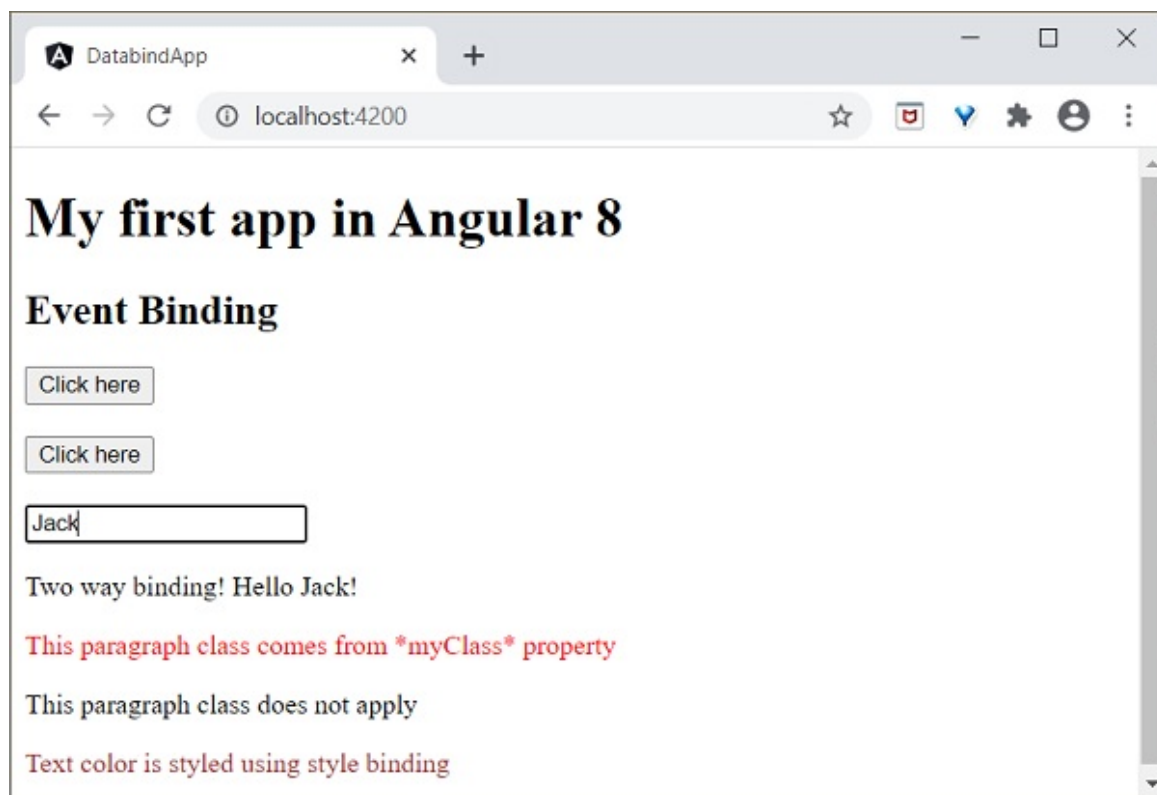 DatabindApp
localhost:4200
My first app in Angular 8
Event Binding
Click here
Click here
Jack
Two way binding! Hello Jack!
This paragraph class comes from *myClass* property
This paragraph class does not apply
Text color is styled using style binding